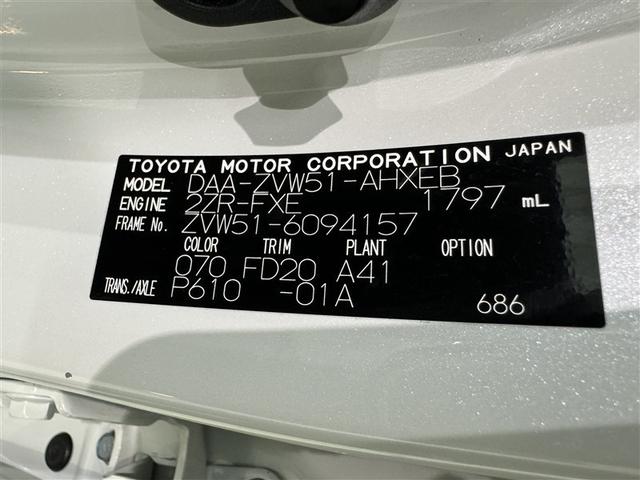 TOYOTA MOTOR CORPORATION JAPAN
MODEL DAA-ZVW51-AHXEB
ENGINE 2ZR-FXE 1797 mL
FRAME No. ZVW51-6094157
COLOR TRIM PLANT OPTION
070 FD20 A41
TRANS./AXLE P610 -01A
686